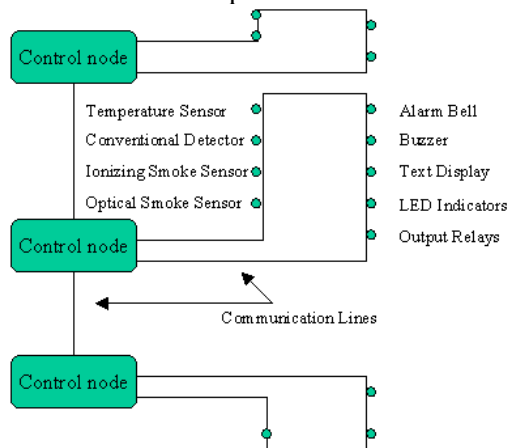 Control node
Temperature Sensor
Alarm Bell
Conventional Detector
Buzzer
Ionizing Smoke Sensor
Text Display
Optical Smoke Sensor
LED Indicators
Control node
Output Relays
Communication Lines
Control node